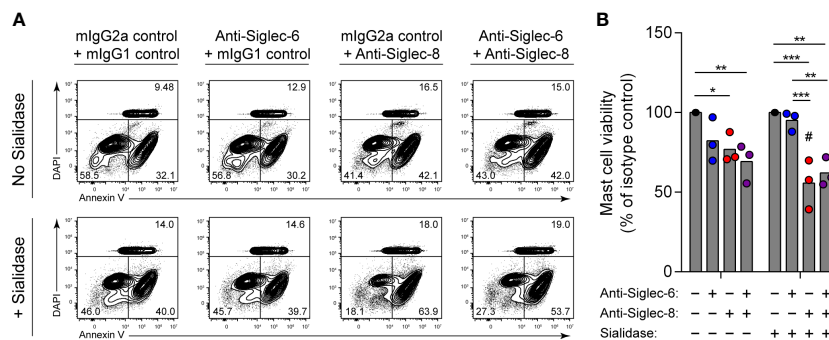 A
mIgG2a control
+ mIgG1 control
Anti-Siglec-6
+ mIgG1 control
mIgG2a control
+ Anti-Siglec-8
Anti-Siglec-6
+ Anti-Siglec-8
No Sialidase
DAPI
9.48
58.5
32.1
12.9
56.8
30.2
16.5
41.4
42.1
15.0
43.0
42.0
Annexin V
+ Sialidase
DAPI
14.0
46.0
40.0
14.6
45.7
39.7
18.0
18.1
63.9
19.0
27.3
53.7
Annexin V
B
Mast cell viability
(% of isotype control)
150
100
50
0
**
*
**
***
**
***
#
Anti-Siglec-6: − + − + − + − +
Anti-Siglec-8: − − + + − − + +
Sialidase: − − − − + + + +